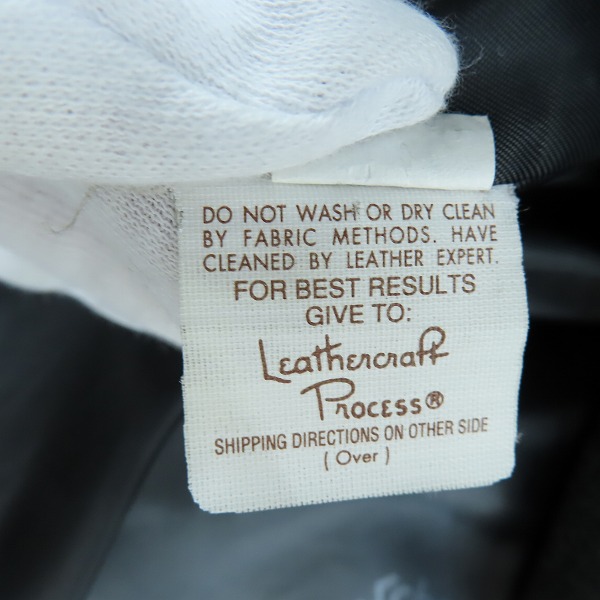 DO NOT WASH OR DRY CLEAN
BY FABRIC METHODS. HAVE
CLEANED BY LEATHER EXPERT.
FOR BEST RESULTS
GIVE TO:
Leathercraft
Process®
SHIPPING DIRECTIONS ON OTHER SIDE
( Over )